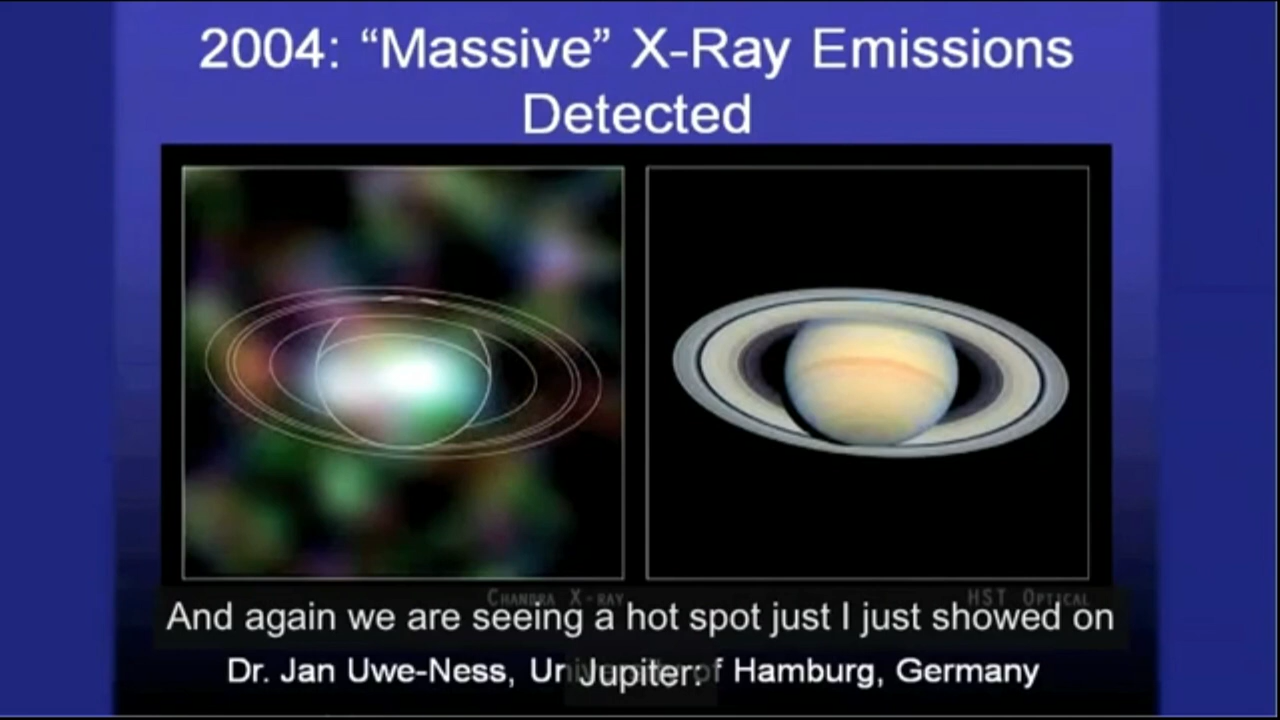 2004: “Massive” X-Ray Emissions
Detected
CHANDRA X-RAY
HST OPTICAL
And again we are seeing a hot spot just I just showed on
Dr. Jan Uwe-Ness, University of Hamburg, Germany
Jupiter: